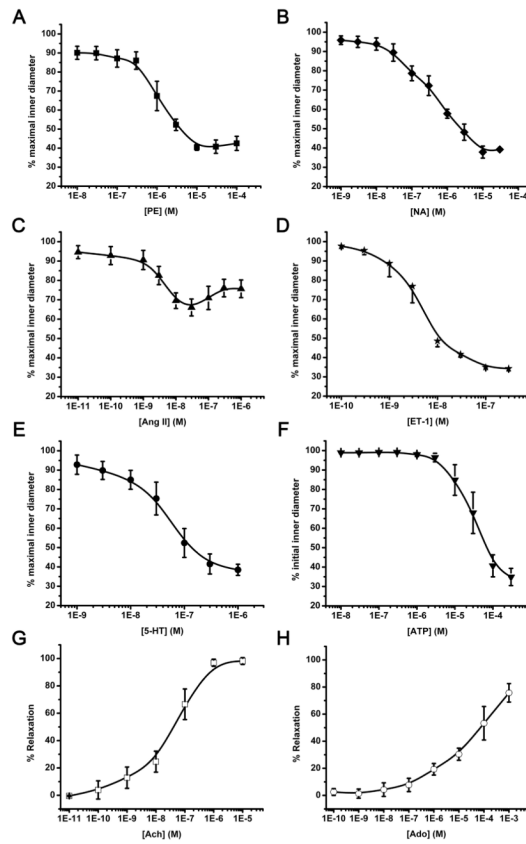 A
% maximal inner diameter
100
90
80
70
60
50
40
30
20
1E-8 1E-7 1E-6 1E-5 1E-4
[PE] (M)
B
% maximal inner diameter
100
90
80
70
60
50
40
30
20
1E-9 1E-8 1E-7 1E-6 1E-5 1E-4
[NA] (M)
C
% maximal inner diameter
100
90
80
70
60
50
40
30
20
1E-11 1E-10 1E-9 1E-8 1E-7 1E-6
[Ang II] (M)
D
% maximal inner diameter
100
90
80
70
60
50
40
30
20
1E-10 1E-9 1E-8 1E-7
[ET-1] (M)
E
% maximal inner diameter
100
90
80
70
60
50
40
30
20
1E-9 1E-8 1E-7 1E-6
[5-HT] (M)
F
% initial inner diameter
100
90
80
70
60
50
40
30
20
1E-8 1E-7 1E-6 1E-5 1E-4
[ATP] (M)
G
% Relaxation
100
80
60
40
20
0
1E-11 1E-10 1E-9 1E-8 1E-7 1E-6 1E-5
[Ach] (M)
H
% Relaxation
100
80
60
40
20
0
1E-10 1E-9 1E-8 1E-7 1E-6 1E-5 1E-4 1E-3
[Ado] (M)